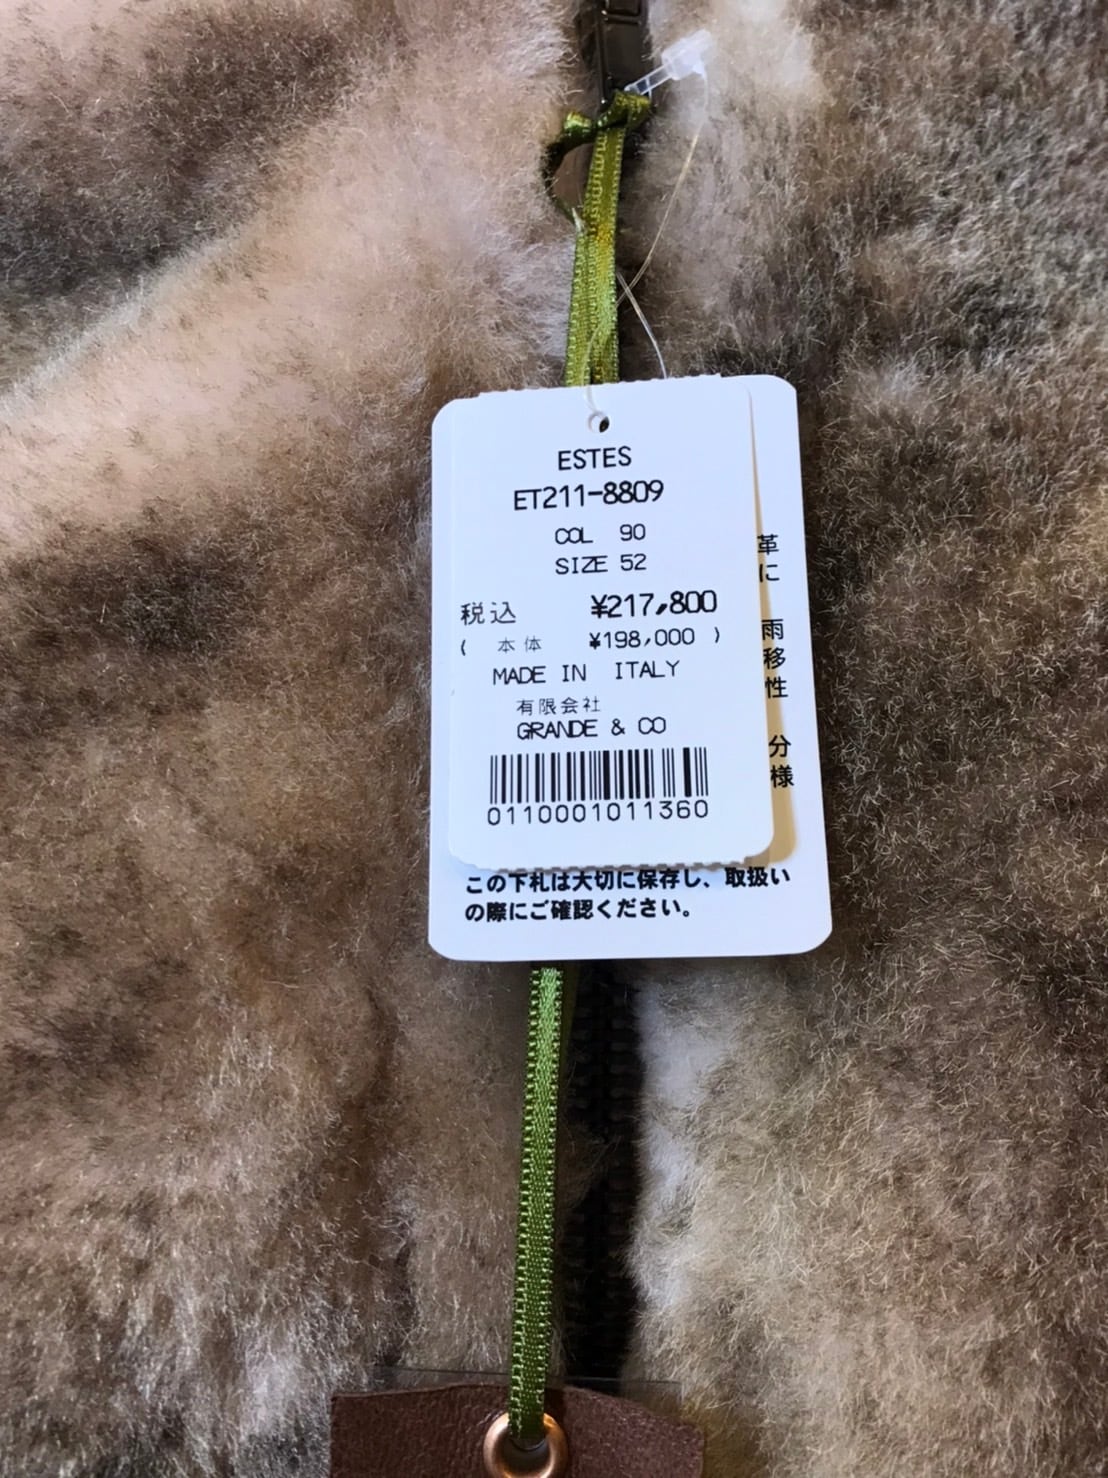 ESTES
ET211-8809
COL 90
SIZE 52
税込 ¥217,800
( 本体 ¥198,000 )
MADE IN ITALY
有限会社
GRANDE & CO
0110001011360
革
に
雨
移
性
分
様
この下札は大切に保存し、取扱い
の際にご確認ください。